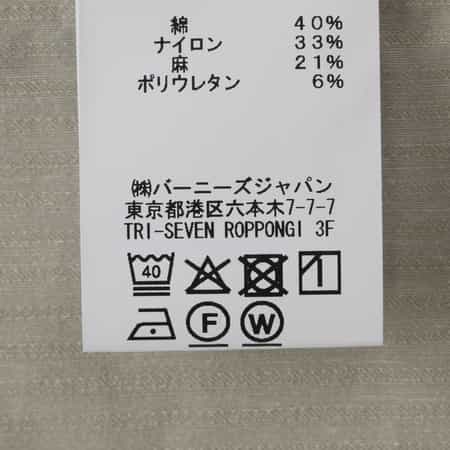 綿 40%
ナイロン 33%
麻 21%
ポリウレタン 6%
㈱バーニーズジャパン
東京都港区六本木7-7-7
TRI-SEVEN ROPPONGI 3F
40
F W